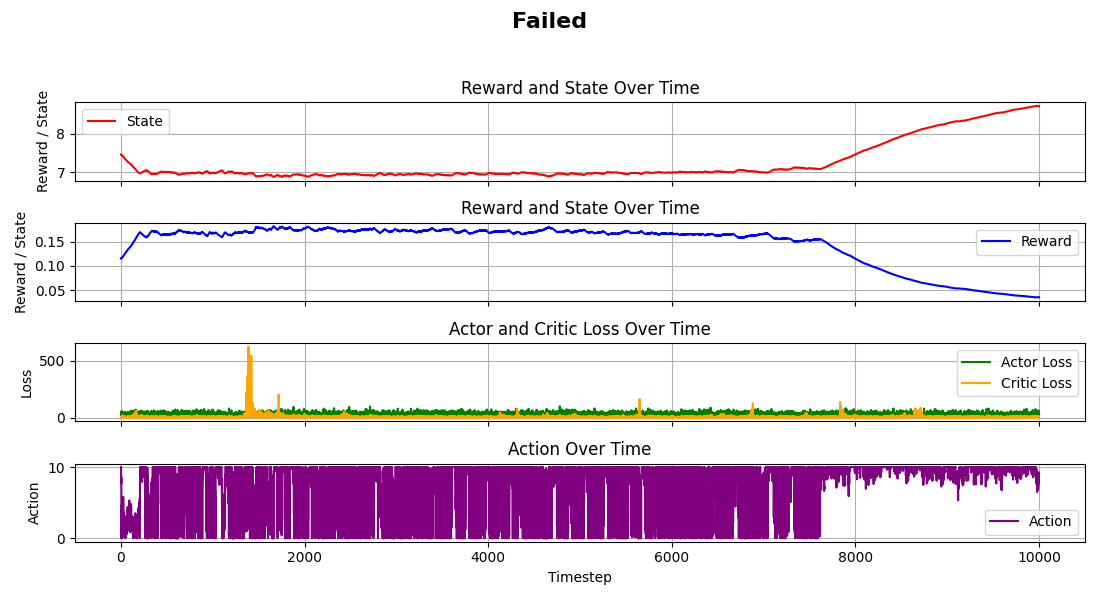 Failed
Reward and State Over Time
Reward / State
8
7
State
Reward and State Over Time
Reward / State
0.15
0.10
0.05
Reward
Actor and Critic Loss Over Time
Loss
500
0
Actor Loss
Critic Loss
Action Over Time
Action
10
0
Action
0 2000 4000 6000 8000 10000
Timestep